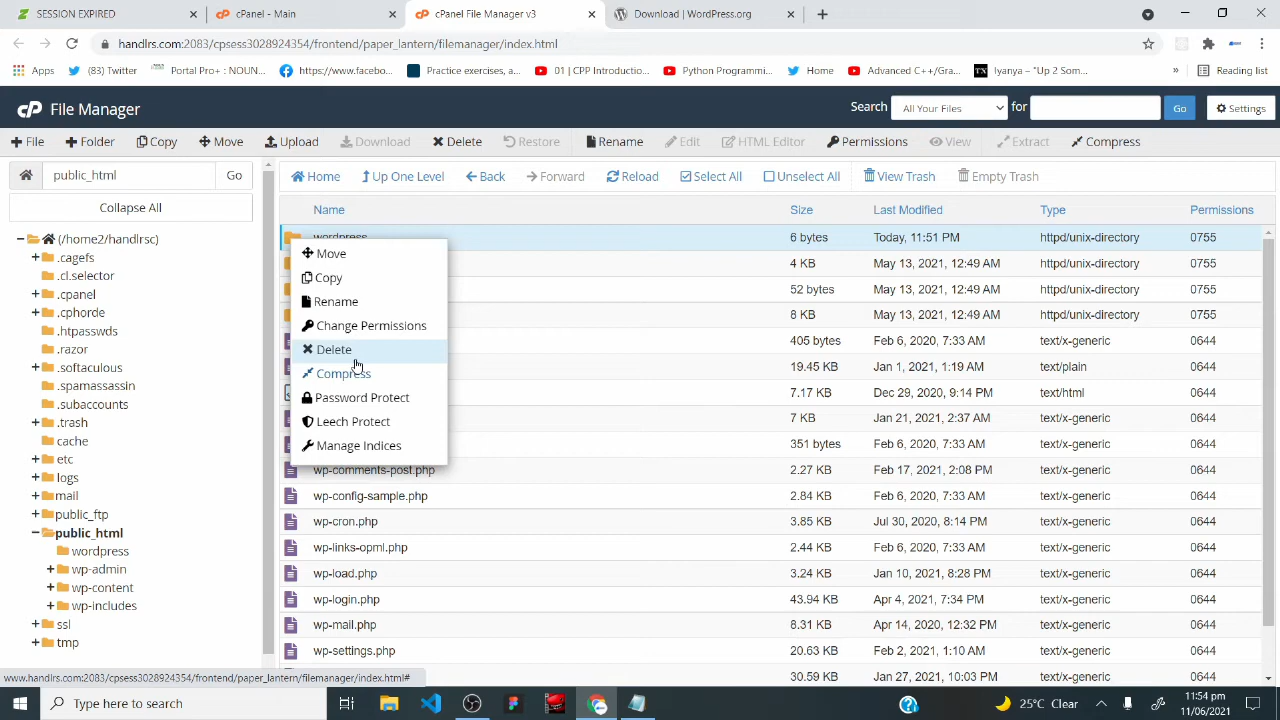 SESSION EXPIRED
cPanel - Main
cPanel File Manager v3
Download | WordPress.org
handlrs.com:2083/cpsess3028924354/frontend/paper_lantern/filemanager/index.html
Apps
(83) Twitter
Portal Pro+ : NOUN...
https://www.facebo...
Practice exercises, a...
01 | CPP Introductio...
Python Programmi...
Home
Advanced C++/Gra...
Iyanya – "Up 2 Som...
Reading list
cP File Manager
Search All Your Files for Go Settings
File
Folder
Copy
Move
Upload
Download
Delete
Restore
Rename
Edit
HTML Editor
Permissions
View
Extract
Compress
public_html Go
Home
Up One Level
Back
Forward
Reload
Select All
Unselect All
View Trash
Empty Trash
Collapse All
(/home2/handlrsc)
.cagefs
.cl.selector
.cpanel
.cphorde
.htpasswds
.razor
.softaculous
.spamassassin
.subaccounts
.trash
cache
etc
logs
mail
public_ftp
public_html
wordpress
wp-admin
wp-content
wp-includes
ssl
tmp
Name Size Last Modified Type Permissions
wordpress 6 bytes Today, 11:51 PM httpd/unix-directory 0755
4 KB May 13, 2021, 12:49 AM httpd/unix-directory 0755
52 bytes May 13, 2021, 12:49 AM httpd/unix-directory 0755
8 KB May 13, 2021, 12:49 AM httpd/unix-directory 0755
405 bytes Feb 6, 2020, 7:33 AM text/x-generic 0644
19.45 KB Jan 1, 2021, 1:19 AM text/plain 0644
7.17 KB Dec 29, 2020, 9:14 PM text/html 0644
7 KB Jan 21, 2021, 2:37 AM text/x-generic 0644
351 bytes Feb 6, 2020, 7:33 AM text/x-generic 0644
wp-comments-post.php 2.27 KB Feb 17, 2021, 2:08 PM text/x-generic 0644
wp-config-sample.php 2.84 KB Feb 6, 2020, 7:33 AM text/x-generic 0644
wp-cron.php 3.85 KB Jul 30, 2020, 8:14 PM text/x-generic 0644
wp-links-opml.php 2.44 KB Feb 6, 2020, 7:33 AM text/x-generic 0644
wp-load.php 3.24 KB Jan 10, 2021, 8:28 PM text/x-generic 0644
wp-login.php 43.94 KB Apr 4, 2021, 7:34 PM text/x-generic 0644
wp-mail.php 8.31 KB Apr 14, 2020, 12:32 PM text/x-generic 0644
wp-settings.php 20.63 KB Feb 2, 2021, 1:10 AM text/x-generic 0644
30.59 KB Jan 27, 2021, 10:03 PM text/x-generic 0644
Move
Copy
Rename
Change Permissions
Delete
Compress
Password Protect
Leech Protect
Manage Indices
www.handlrs.com:2083/cpsess3028924354/frontend/paper_lantern/filemanager/index.html#
Type here to search
25°C Clear
11:54 pm
11/06/2021